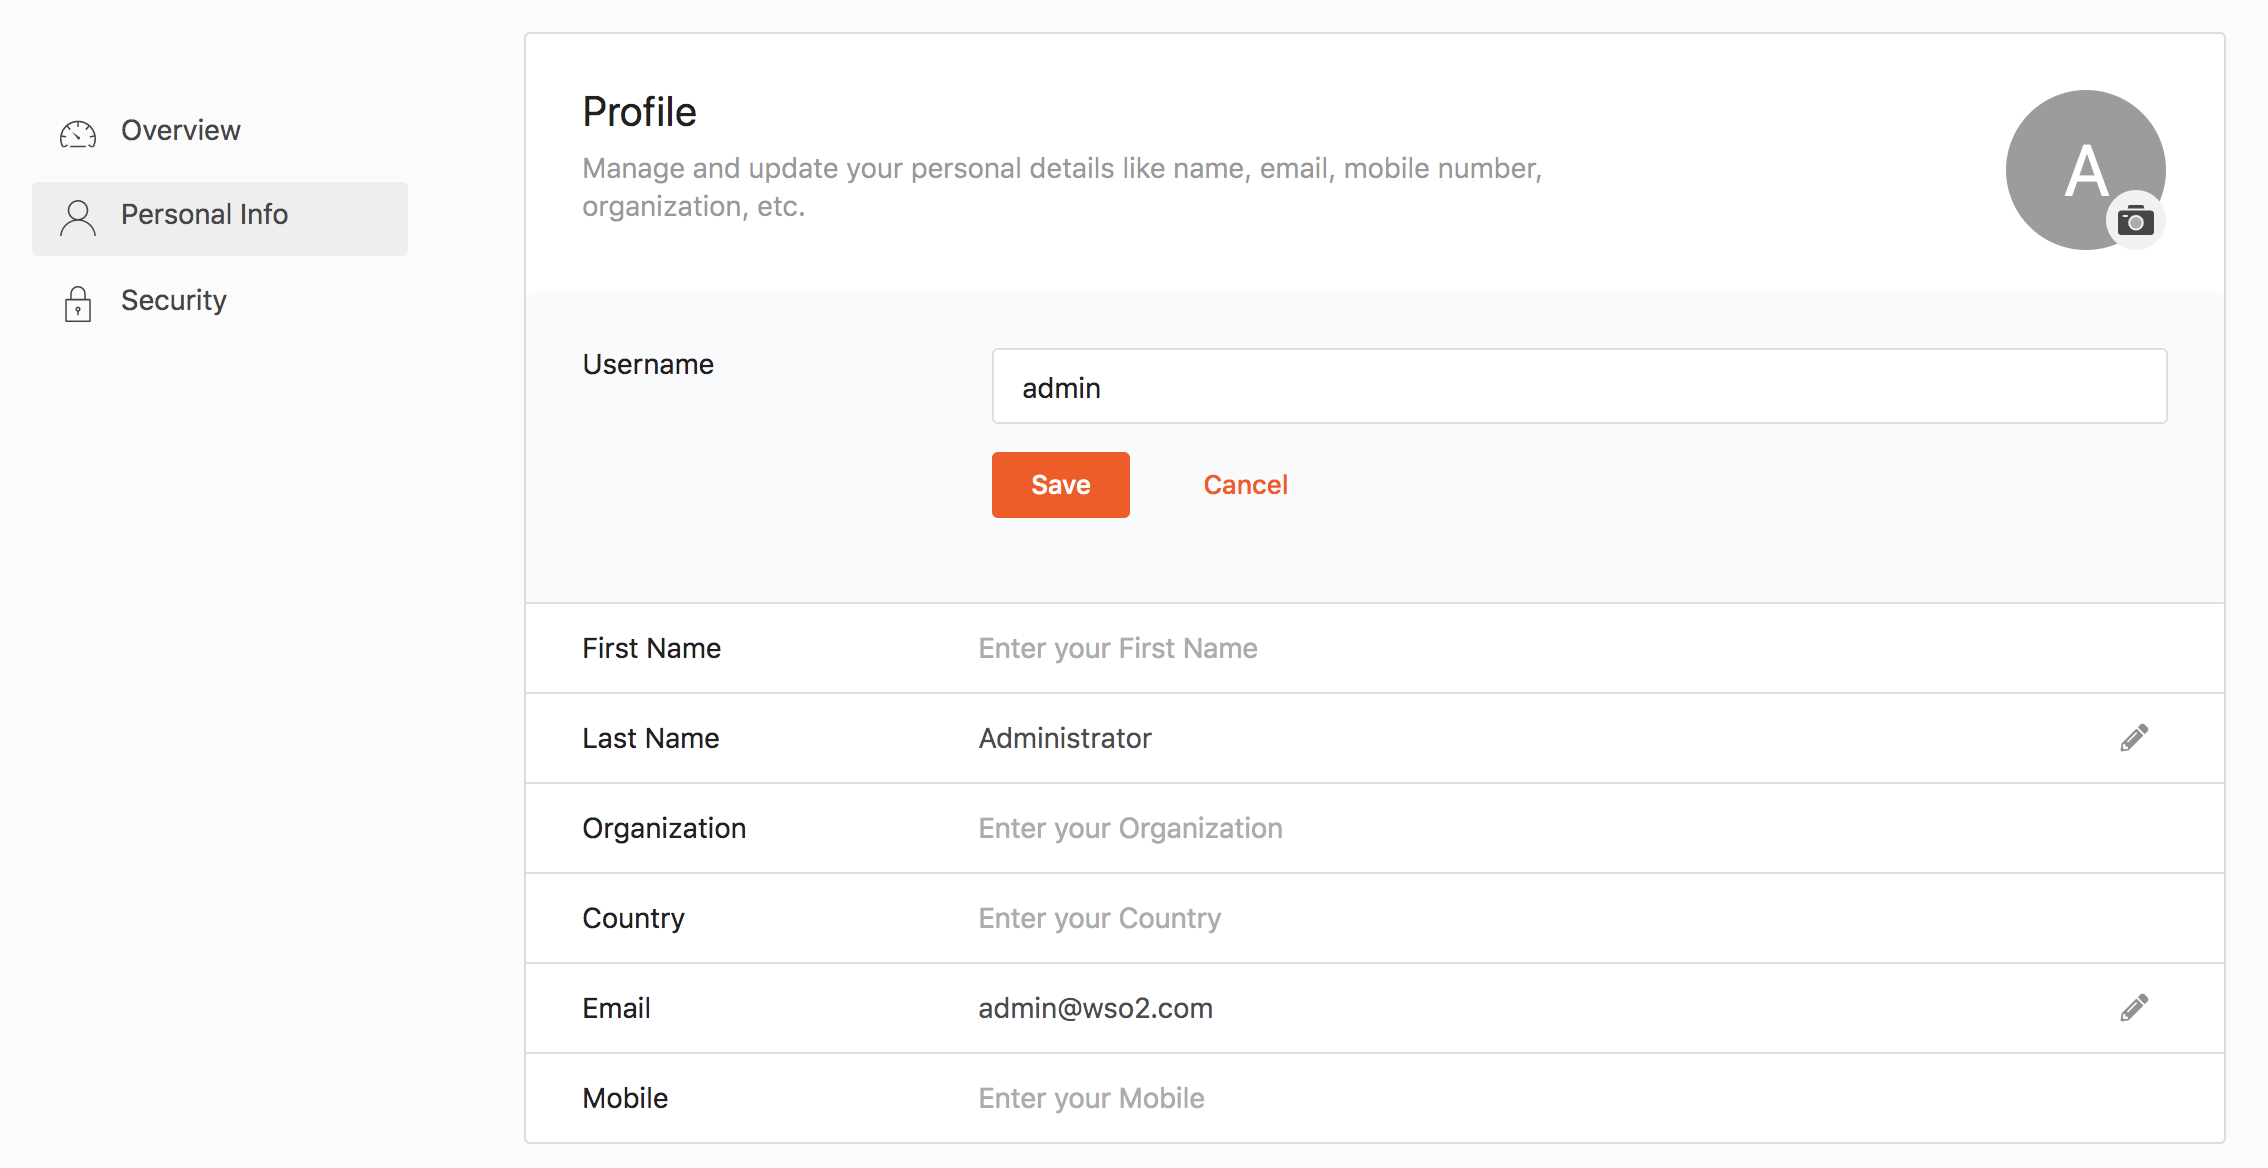 Overview
Personal Info
Security
Profile
Manage and update your personal details like name, email, mobile number,
organization, etc.
A
Username
admin
Save Cancel
First Name Enter your First Name
Last Name Administrator
Organization Enter your Organization
Country Enter your Country
Email admin@wso2.com
Mobile Enter your Mobile